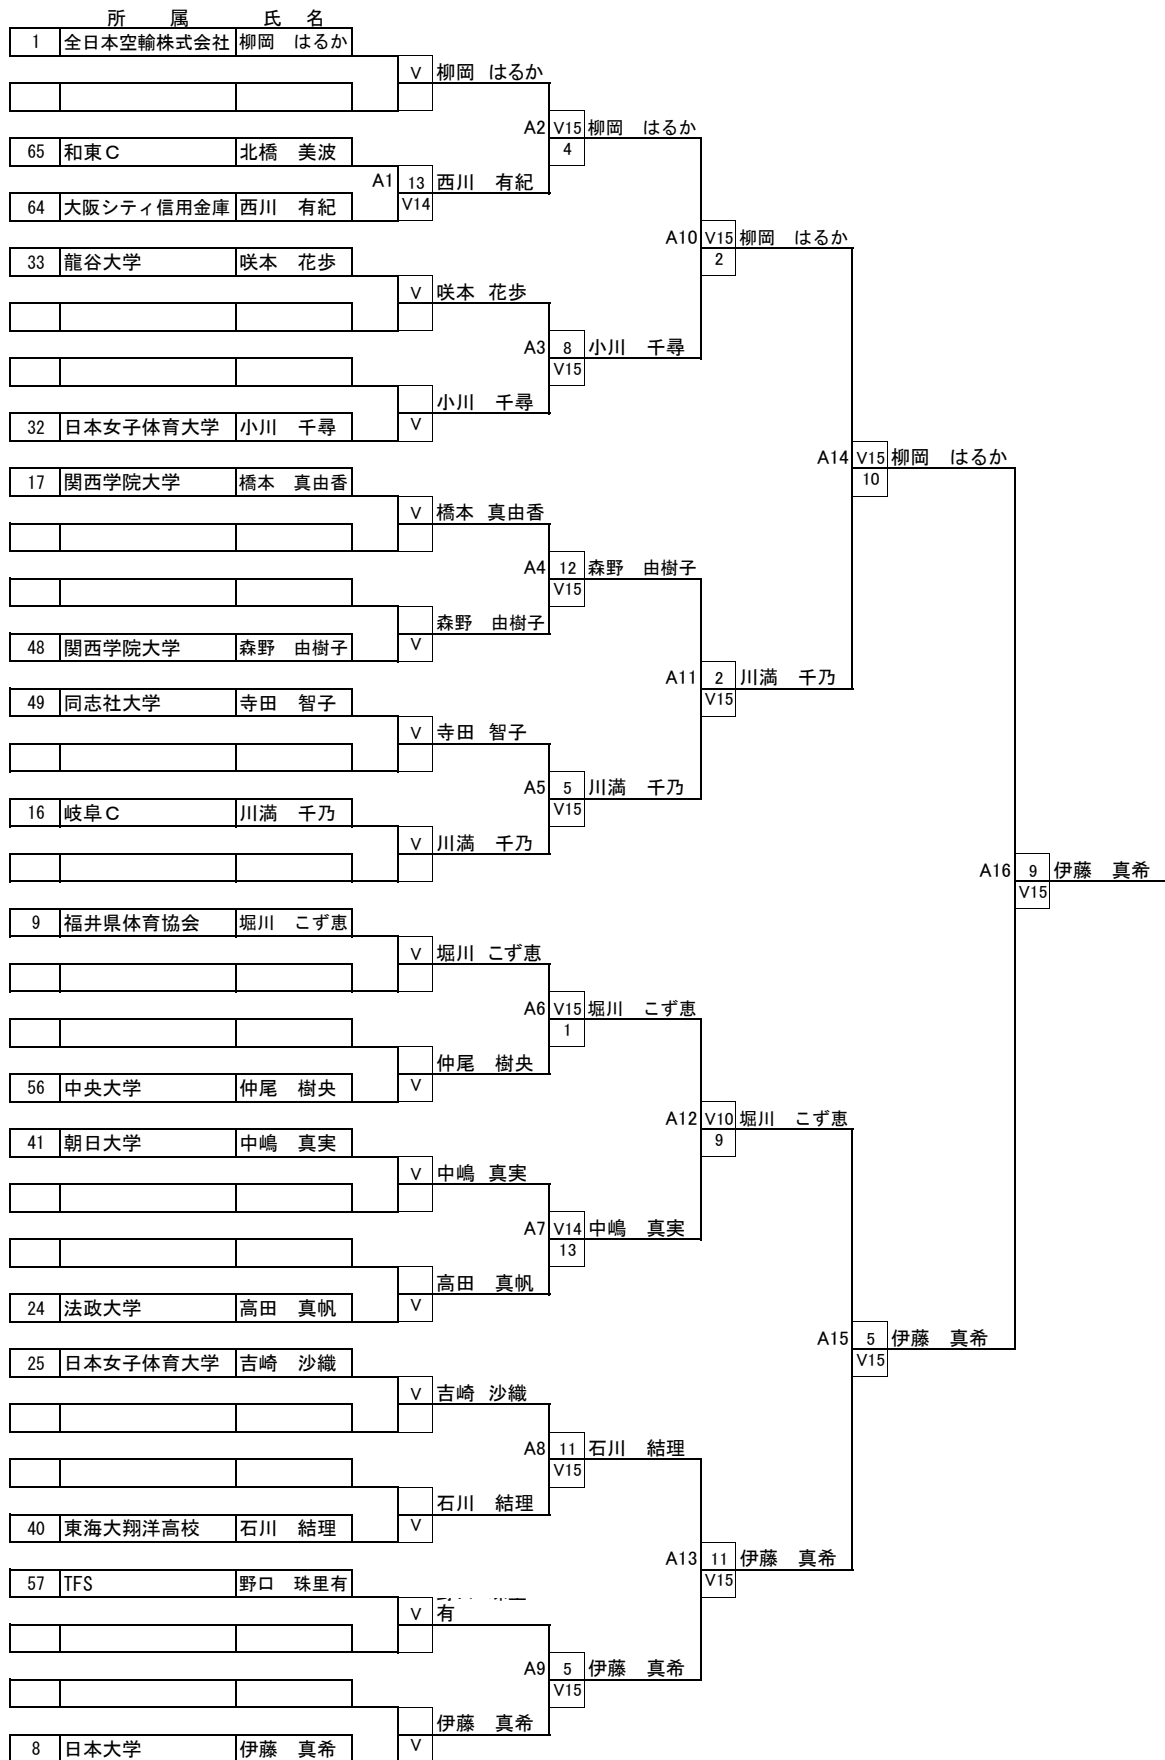 所　属　氏　名
1 全日本空輸株式会社 柳岡　はるか
V 柳岡　はるか
A2 V15 柳岡　はるか
4
65 和東C 北橋　美波
A1 13 西川　有紀
V14
64 大阪シティ信用金庫 西川　有紀
A10 V15 柳岡　はるか
2
33 龍谷大学 咲本　花歩
V 咲本　花歩
A3 8 小川　千尋
V15
小川　千尋
V
32 日本女子体育大学 小川　千尋
A14 V15 柳岡　はるか
10
17 関西学院大学 橋本　真由香
V 橋本　真由香
A4 12 森野　由樹子
V15
森野　由樹子
V
48 関西学院大学 森野　由樹子
A11 2 川満　千乃
V15
49 同志社大学 寺田　智子
V 寺田　智子
A5 5 川満　千乃
V15
16 岐阜C 川満　千乃
V 川満　千乃
A16 9 伊藤　真希
V15
9 福井県体育協会 堀川　こず恵
V 堀川　こず恵
A6 V15 堀川　こず恵
1
仲尾　樹央
V
56 中央大学 仲尾　樹央
A12 V10 堀川　こず恵
9
41 朝日大学 中嶋　真実
V 中嶋　真実
A7 V14 中嶋　真実
13
高田　真帆
V
24 法政大学 高田　真帆
A15 5 伊藤　真希
V15
25 日本女子体育大学 吉崎　沙織
V 吉崎　沙織
A8 11 石川　結理
V15
石川　結理
V
40 東海大翔洋高校 石川　結理
A13 11 伊藤　真希
V15
57 TFS 野口　珠里有
V 有
A9 5 伊藤　真希
V15
伊藤　真希
V
8 日本大学 伊藤　真希